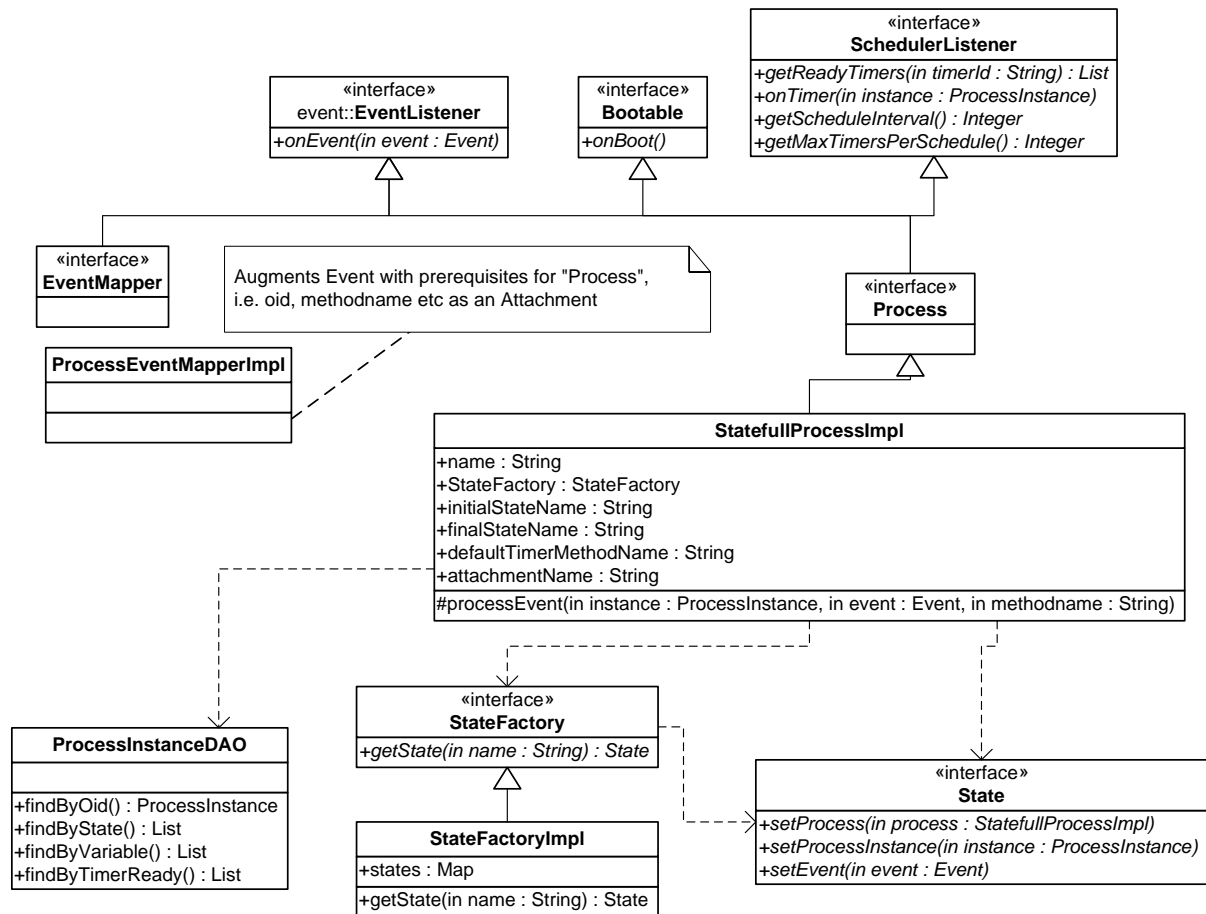 «interface»
SchedulerListener
+getReadyTimers(in timerId : String) : List
+onTimer(in instance : ProcessInstance)
+getScheduleInterval() : Integer
+getMaxTimersPerSchedule() : Integer
«interface»
event::EventListener
+onEvent(in event : Event)
«interface»
Bootable
+onBoot()
«interface»
EventMapper
Augments Event with prerequisites for "Process",
i.e. oid, methodname etc as an Attachment
«interface»
Process
ProcessEventMapperImpl
StatefullProcessImpl
+name : String
+StateFactory : StateFactory
+initialStateName : String
+finalStateName : String
+defaultTimerMethodName : String
+attachmentName : String
#processEvent(in instance : ProcessInstance, in event : Event, in methodname : String)
«interface»
StateFactory
+getState(in name : String) : State
ProcessInstanceDAO
+findByOid() : ProcessInstance
+findByState() : List
+findByVariable() : List
+findByTimerReady() : List
«interface»
State
+setProcess(in process : StatefullProcessImpl)
+setProcessInstance(in instance : ProcessInstance)
+setEvent(in event : Event)
StateFactoryImpl
+states : Map
+getState(in name : String) : State